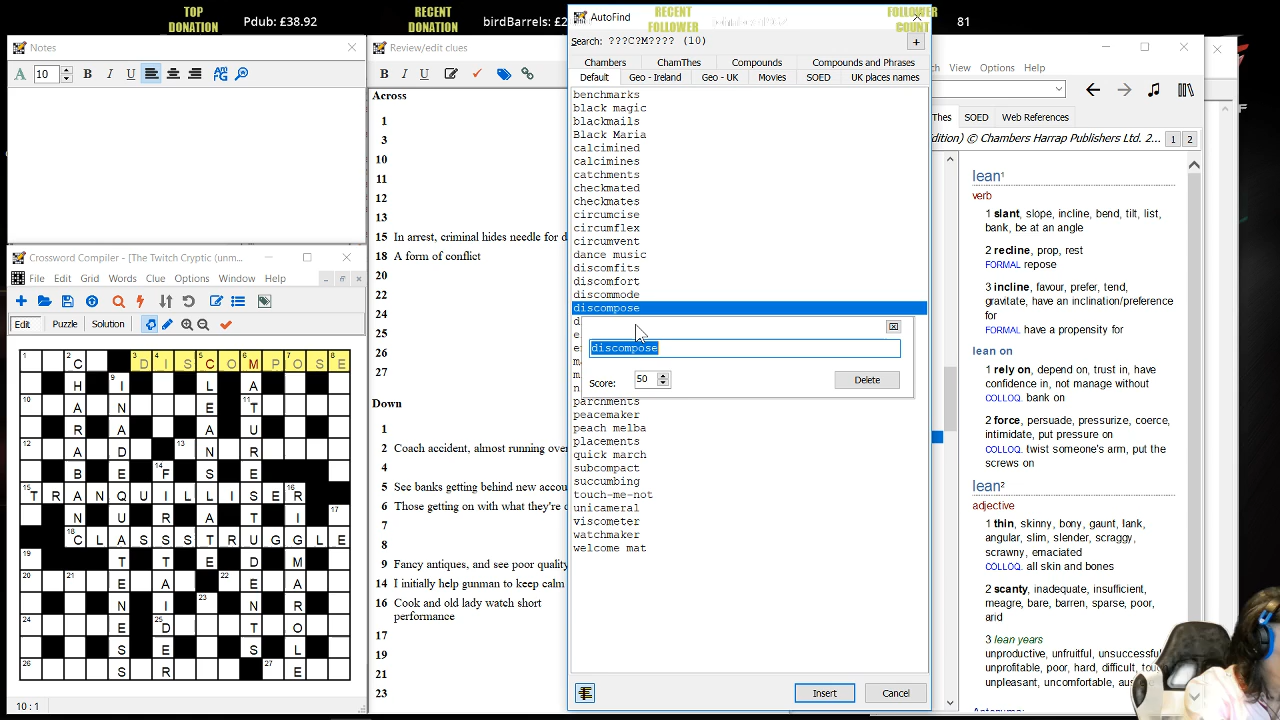 TOP
DONATION
Pdub: £38.92
RECENT
DONATION
birdBarrels: £2
RECENT
FOLLOWER
FOLLOWER
COUNT
81
Notes
10
B I U
Review/edit clues
B I U
Across
1
3
10
11
12
13
15 In arrest, criminal hides needle for d
18 A form of conflict
20
22
24
25
26
27
Down
1
2 Coach accident, almost running over
4
5 See banks getting behind new accou
6 Those getting on with what they're d
7
8
9 Fancy antiques, and see poor quality
14 I initially help gunman to keep calm
16 Cook and old lady watch short
performance
17
19
21
23
Crossword Compiler - [The Twitch Cryptic (unm
File Edit Grid Words Clue Options Window Help
Edit Puzzle Solution
10 : 1
AutoFind
Search: ???C?M???? (10)
+
Chambers ChamThes Compounds Compounds and Phrases
Default Geo - Ireland Geo - UK Movies SOED UK places names
benchmarks
black magic
blackmails
Black Maria
calcimined
calcimines
catchments
checkmated
checkmates
circumcise
circumflex
circumvent
dance music
discomfits
discomfort
discommode
discompose
discompose
Score: 50
Delete
parchments
peacemaker
peach melba
placements
quick march
subcompact
succumbing
touch-me-not
unicameral
viscometer
watchmaker
welcome mat
Insert Cancel
View Options Help
Thes SOED Web References
dition) © Chambers Harrap Publishers Ltd. 2... 1 2
lean¹
verb
1 slant, slope, incline, bend, tilt, list,
bank, be at an angle
2 recline, prop, rest
FORMAL repose
3 incline, favour, prefer, tend,
gravitate, have an inclination/preference
for
FORMAL have a propensity for
lean on
1 rely on, depend on, trust in, have
confidence in, not manage without
COLLOQ. bank on
2 force, persuade, pressurize, coerce,
intimidate, put pressure on
COLLOQ. twist someone's arm, put the
screws on
lean²
adjective
1 thin, skinny, bony, gaunt, lank,
angular, slim, slender, scraggy,
scrawny, emaciated
COLLOQ. all skin and bones
2 scanty, inadequate, insufficient,
meagre, bare, barren, sparse, poor,
arid
3 lean years
unproductive, unfruitful, unsuccessful
unprofitable, poor, hard, difficult, tou
unpleasant, uncomfortable, aus